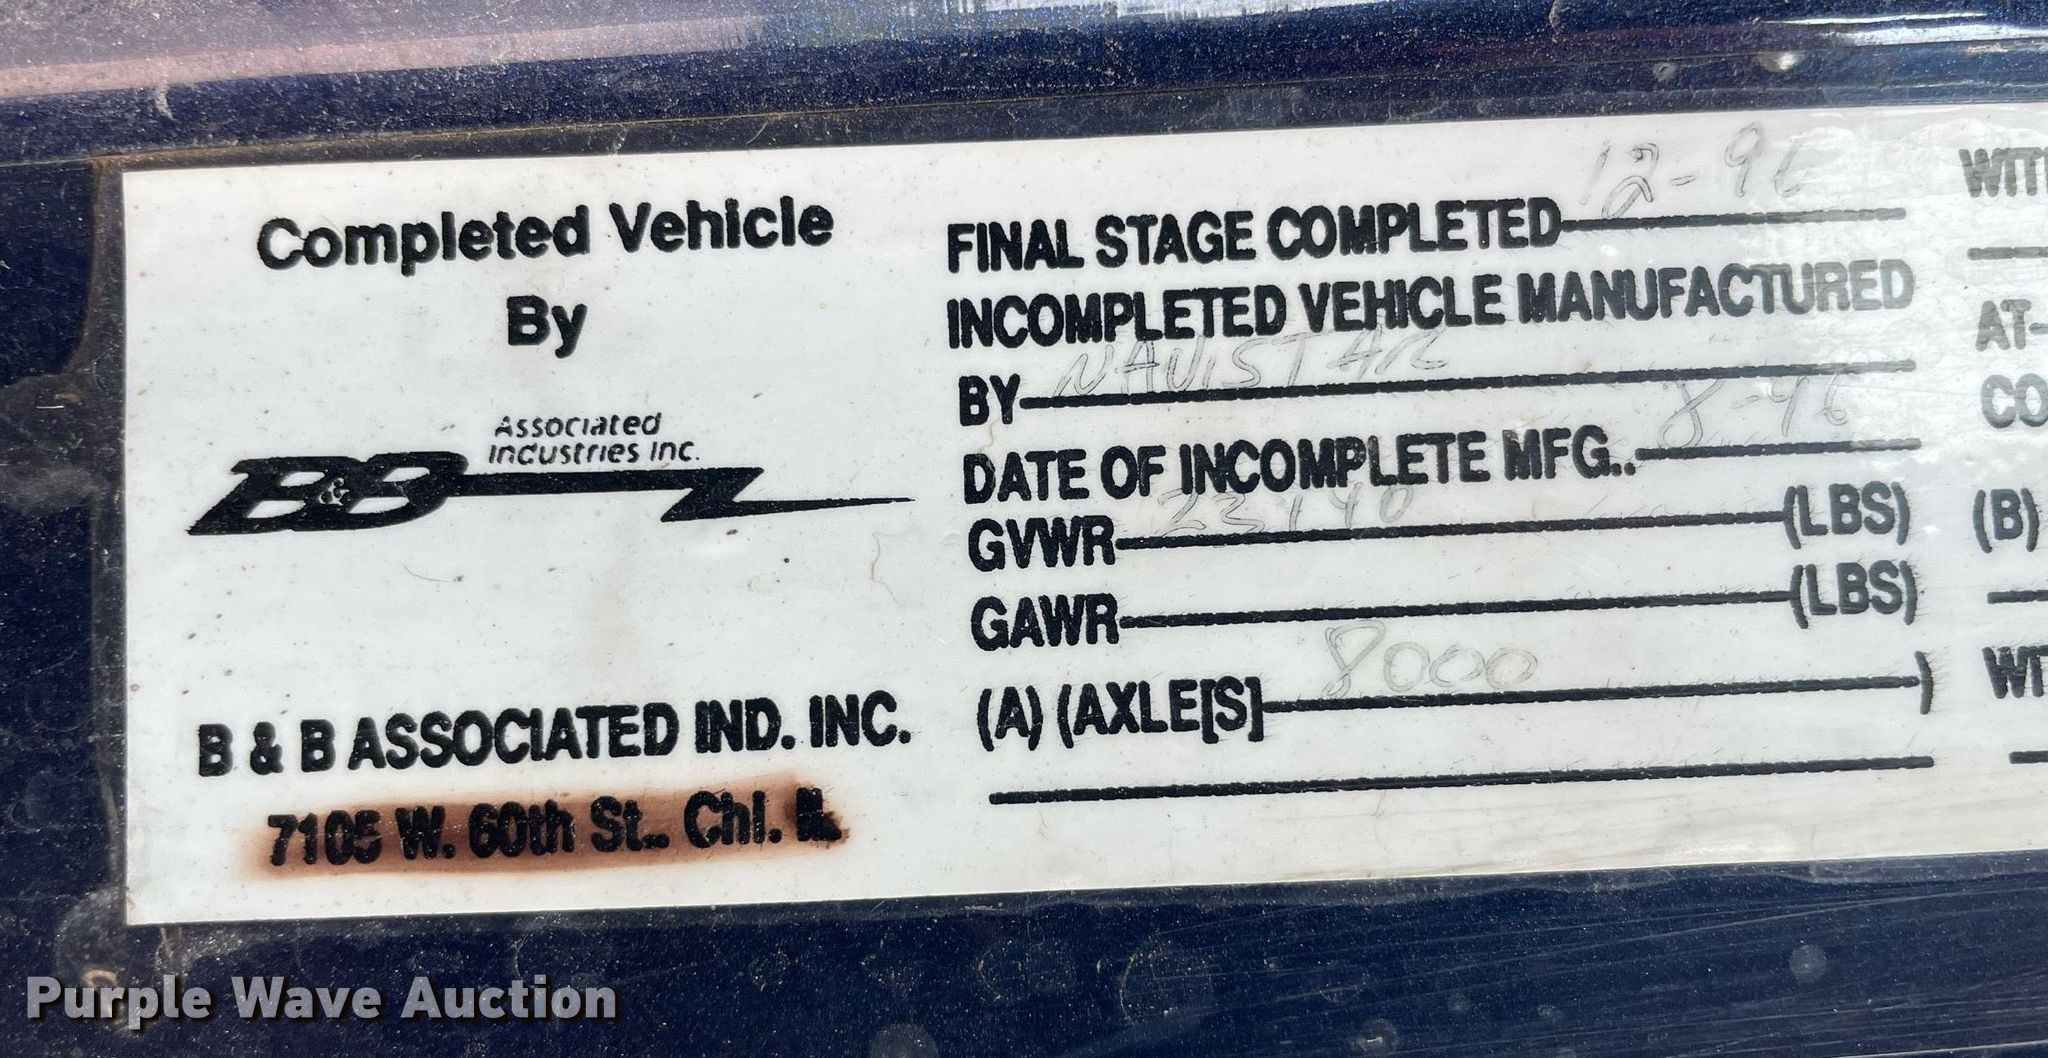 Completed Vehicle
By
Associated
Industries Inc.
B&B
B & B ASSOCIATED IND. INC.
7105 W. 60th St.. Chi. IL
FINAL STAGE COMPLETED 12-96
INCOMPLETED VEHICLE MANUFACTURED
BY NAVISTAR
DATE OF INCOMPLETE MFG.. 8-96
GVWR 23140 (LBS)
GAWR (LBS)
(A) (AXLE[S] 8000 )
AT-
CO
(B)
Purple Wave Auction